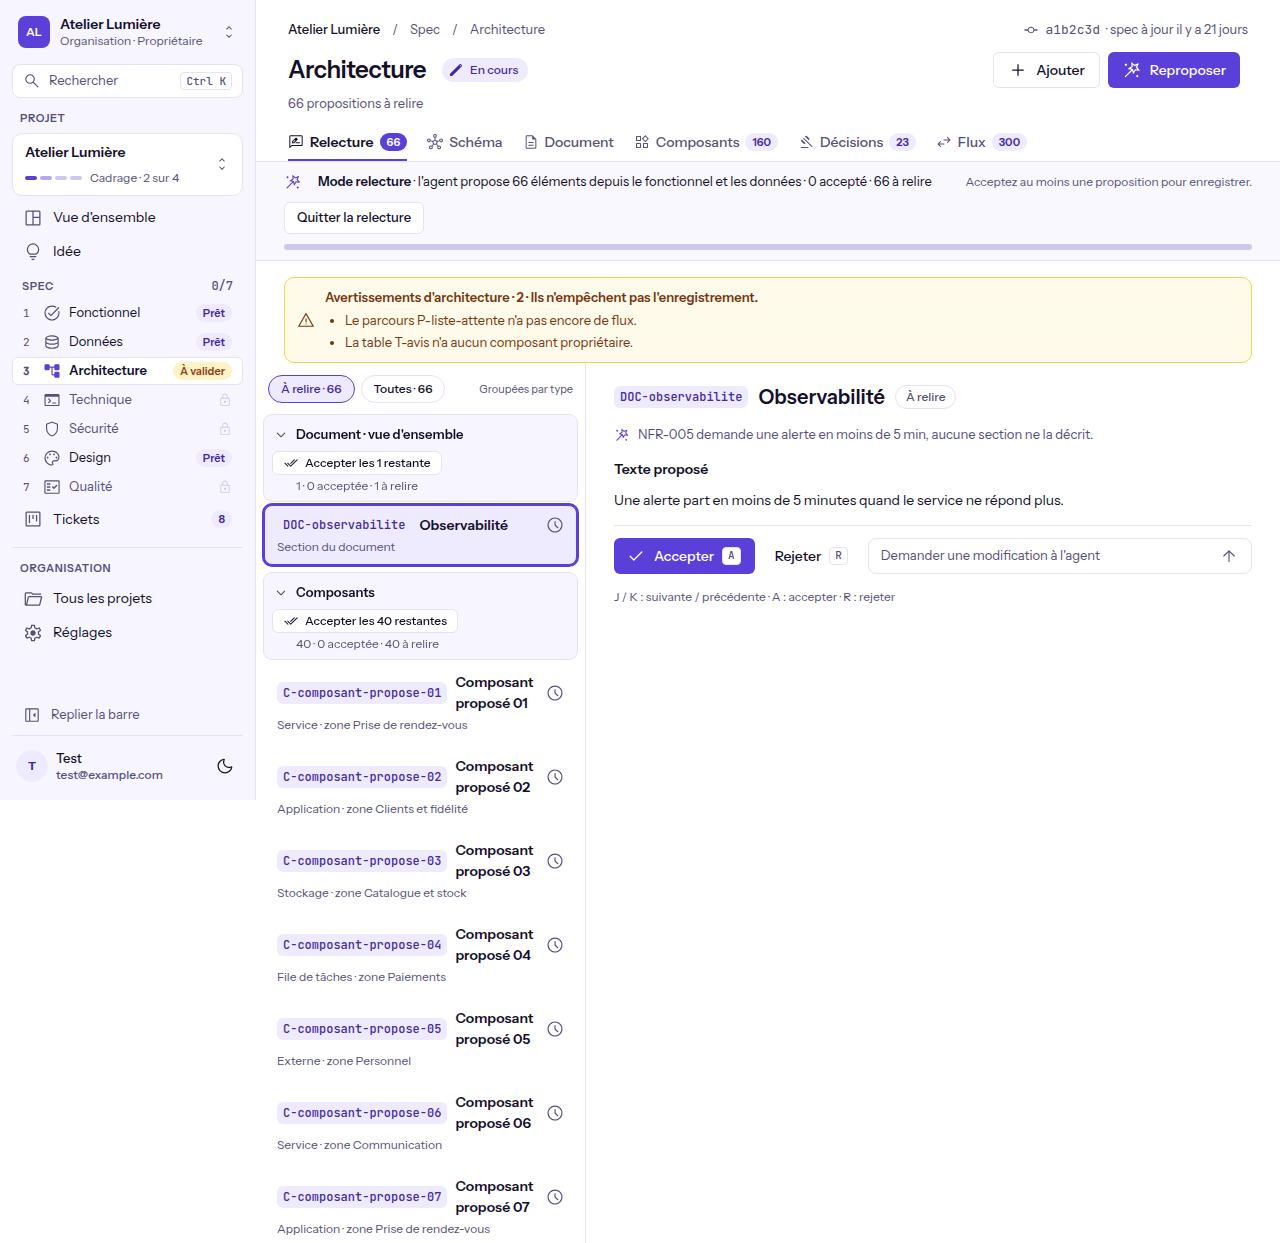 AL
Atelier Lumière
Organisation · Propriétaire
Rechercher
Ctrl K
PROJET
Atelier Lumière
Cadrage · 2 sur 4
Vue d'ensemble
Idée
SPEC 0/7
1 Fonctionnel Prêt
2 Données Prêt
3 Architecture À valider
4 Technique
5 Sécurité
6 Design Prêt
7 Qualité
Tickets 8
ORGANISATION
Tous les projets
Réglages
Replier la barre
T
Test
test@example.com
Atelier Lumière / Spec / Architecture
a1b2c3d · spec à jour il y a 21 jours
Architecture
En cours
Ajouter
Reproposer
66 propositions à relire
Relecture 66
Schéma
Document
Composants 160
Décisions 23
Flux 300
Mode relecture · l'agent propose 66 éléments depuis le fonctionnel et les données · 0 accepté · 66 à relire
Acceptez au moins une proposition pour enregistrer.
Quitter la relecture
Avertissements d'architecture · 2 · Ils n'empêchent pas l'enregistrement.
• Le parcours P-liste-attente n'a pas encore de flux.
• La table T-avis n'a aucun composant propriétaire.
À relire · 66
Toutes · 66
Groupées par type
Document · vue d'ensemble
Accepter les 1 restante
1 · 0 acceptée · 1 à relire
DOC-observabilite Observabilité
Section du document
Composants
Accepter les 40 restantes
40 · 0 acceptée · 40 à relire
C-composant-propose-01 Composant proposé 01
Service · zone Prise de rendez-vous
C-composant-propose-02 Composant proposé 02
Application · zone Clients et fidélité
C-composant-propose-03 Composant proposé 03
Stockage · zone Catalogue et stock
C-composant-propose-04 Composant proposé 04
File de tâches · zone Paiements
C-composant-propose-05 Composant proposé 05
Externe · zone Personnel
C-composant-propose-06 Composant proposé 06
Service · zone Communication
C-composant-propose-07 Composant proposé 07
Application · zone Prise de rendez-vous
DOC-observabilite Observabilité À relire
NFR-005 demande une alerte en moins de 5 min, aucune section ne la décrit.
Texte proposé
Une alerte part en moins de 5 minutes quand le service ne répond plus.
Accepter A
Rejeter R
Demander une modification à l'agent
J / K : suivante / précédente · A : accepter · R : rejeter